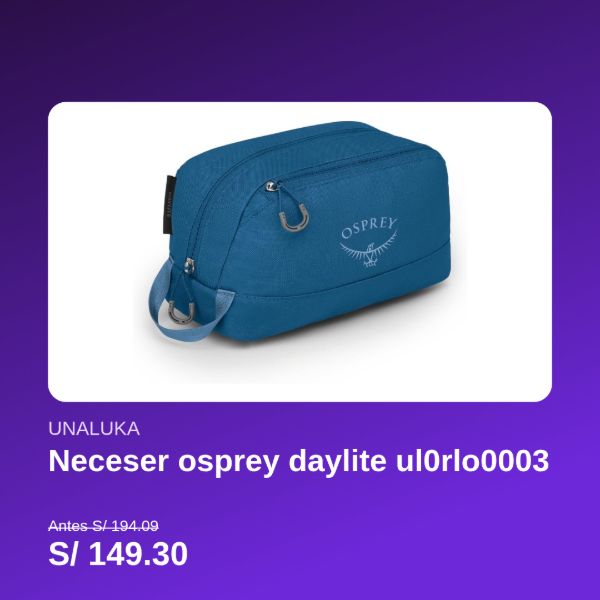 OSPREY
UNALUKA
Neceser osprey daylite ul0rlo0003
Antes S/ 194.09
S/ 149.30